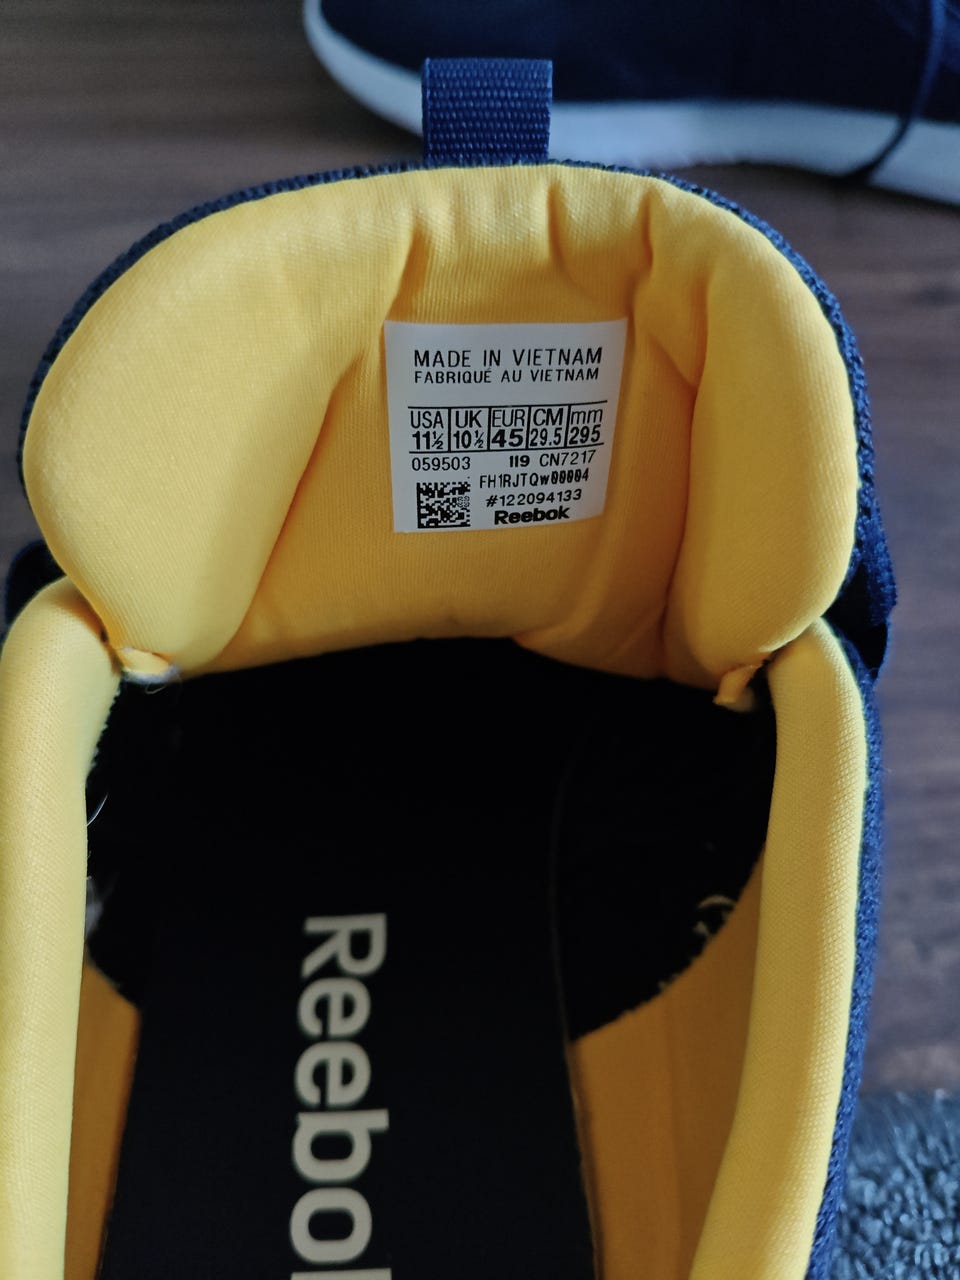 MADE IN VIETNAM
FABRIQUÉ AU VIETNAM
USA UK EUR CM mm
11½ 10½ 45 29.5 295
059503 119 CN7217
FH1RJTQw00004
#122094133
Reebok
Reebok